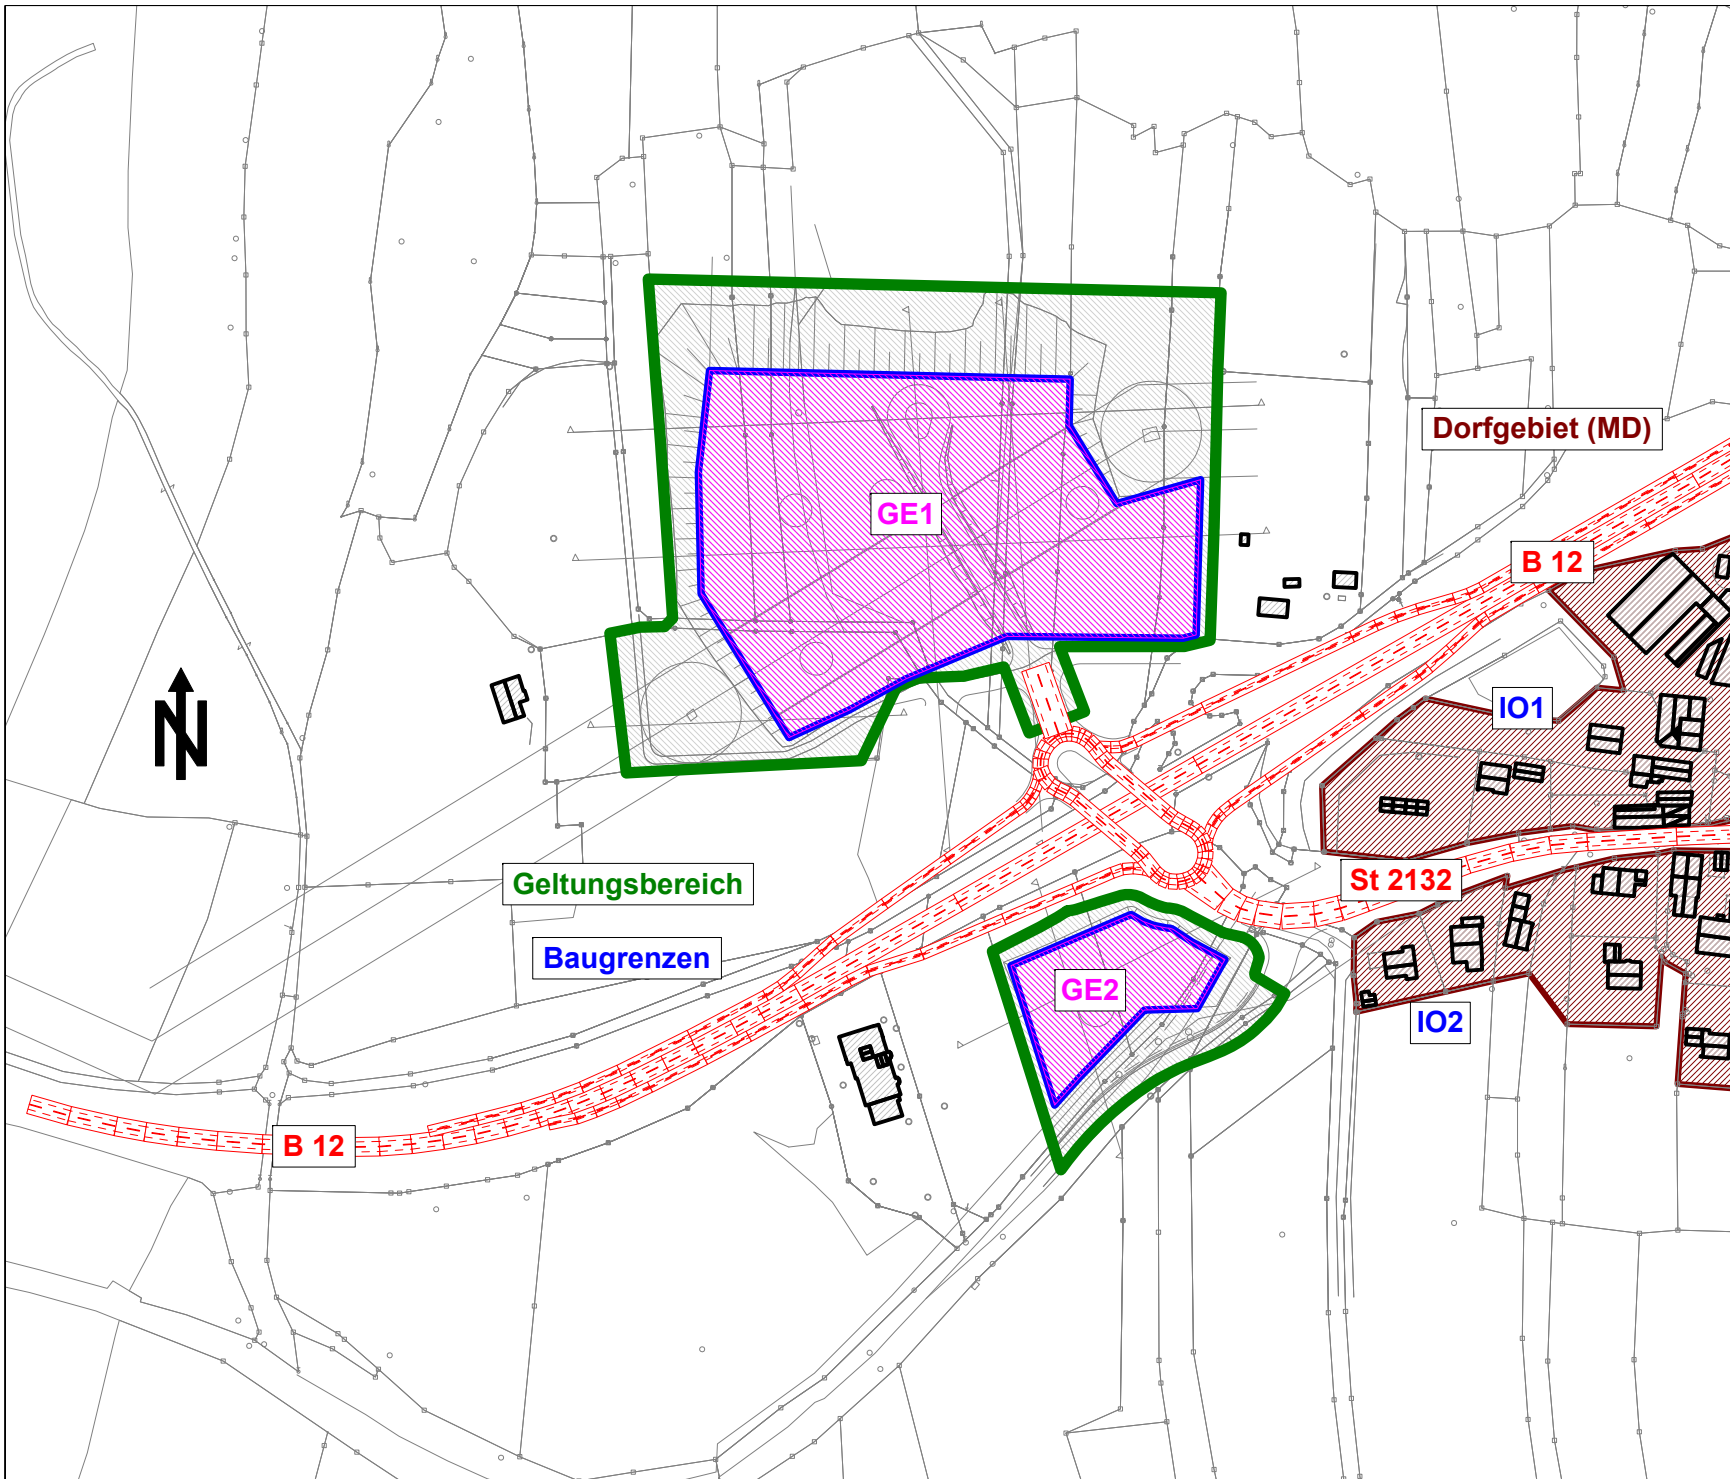 Dorfgebiet (MD)
GE1
B 12
IO1
Geltungsbereich
St 2132
Baugrenzen
GE2
IO2
B 12
N